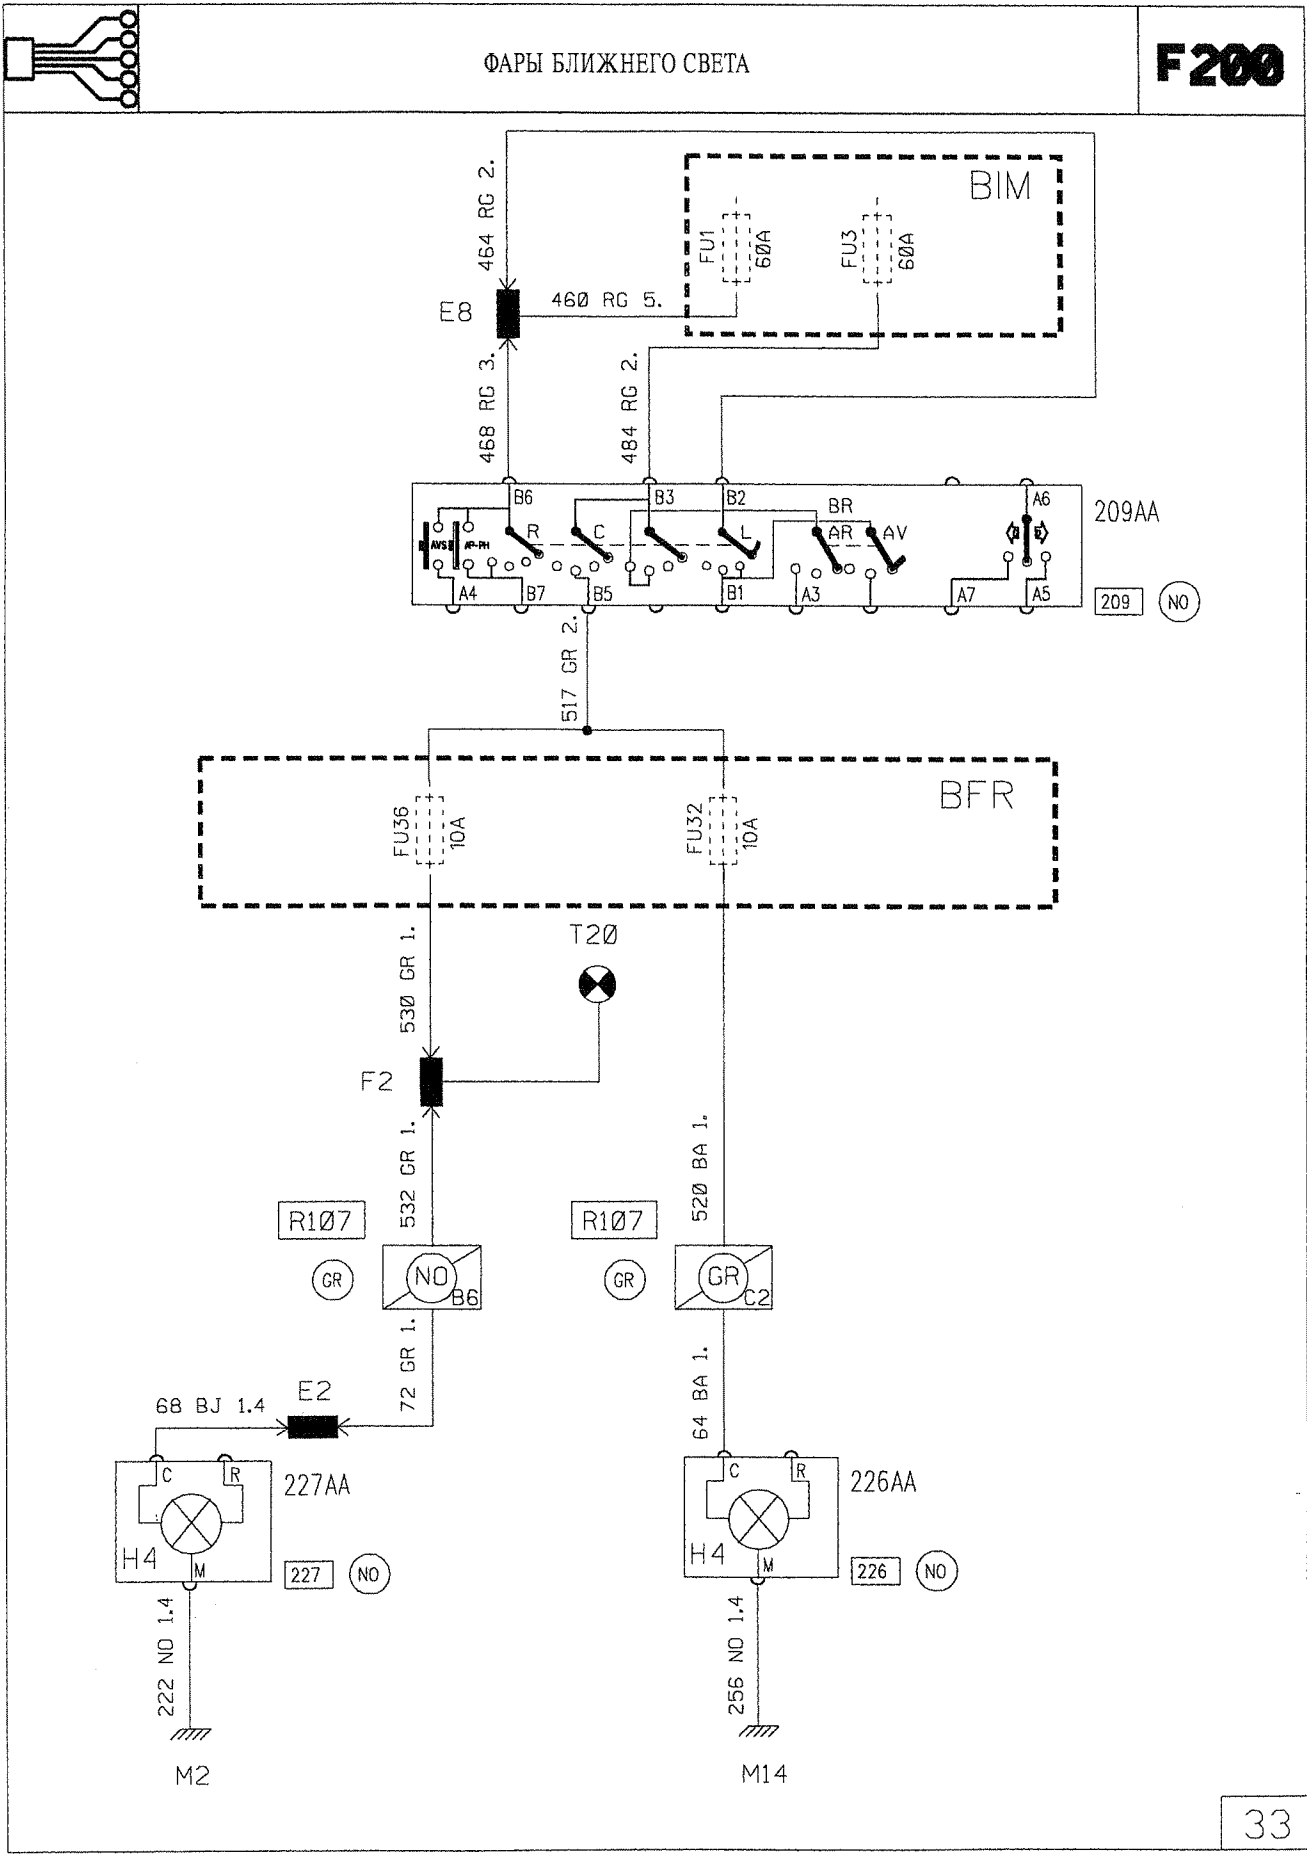 ФАРЫ БЛИЖНЕГО СВЕТА
F200
464 RG 2.
BIM
FU1
60A
FU3
60A
E8
460 RG 5.
468 RG 3.
484 RG 2.
B6
B3
B2
A6
209AA
R
C
L
BR
AR
AV
AVS
AP-PH
A4
B7
B5
B1
A3
A7
A5
209
NO
517 GR 2.
BFR
FU36
10A
FU32
10A
T20
530 GR 1.
F2
532 GR 1.
520 BA 1.
R107
R107
GR
NO
B6
GR
GR
C2
72 GR 1.
64 BA 1.
E2
68 BJ 1.4
C
R
227AA
C
R
226AA
H4
M
227
NO
H4
M
226
NO
222 NO 1.4
256 NO 1.4
M2
M14
33